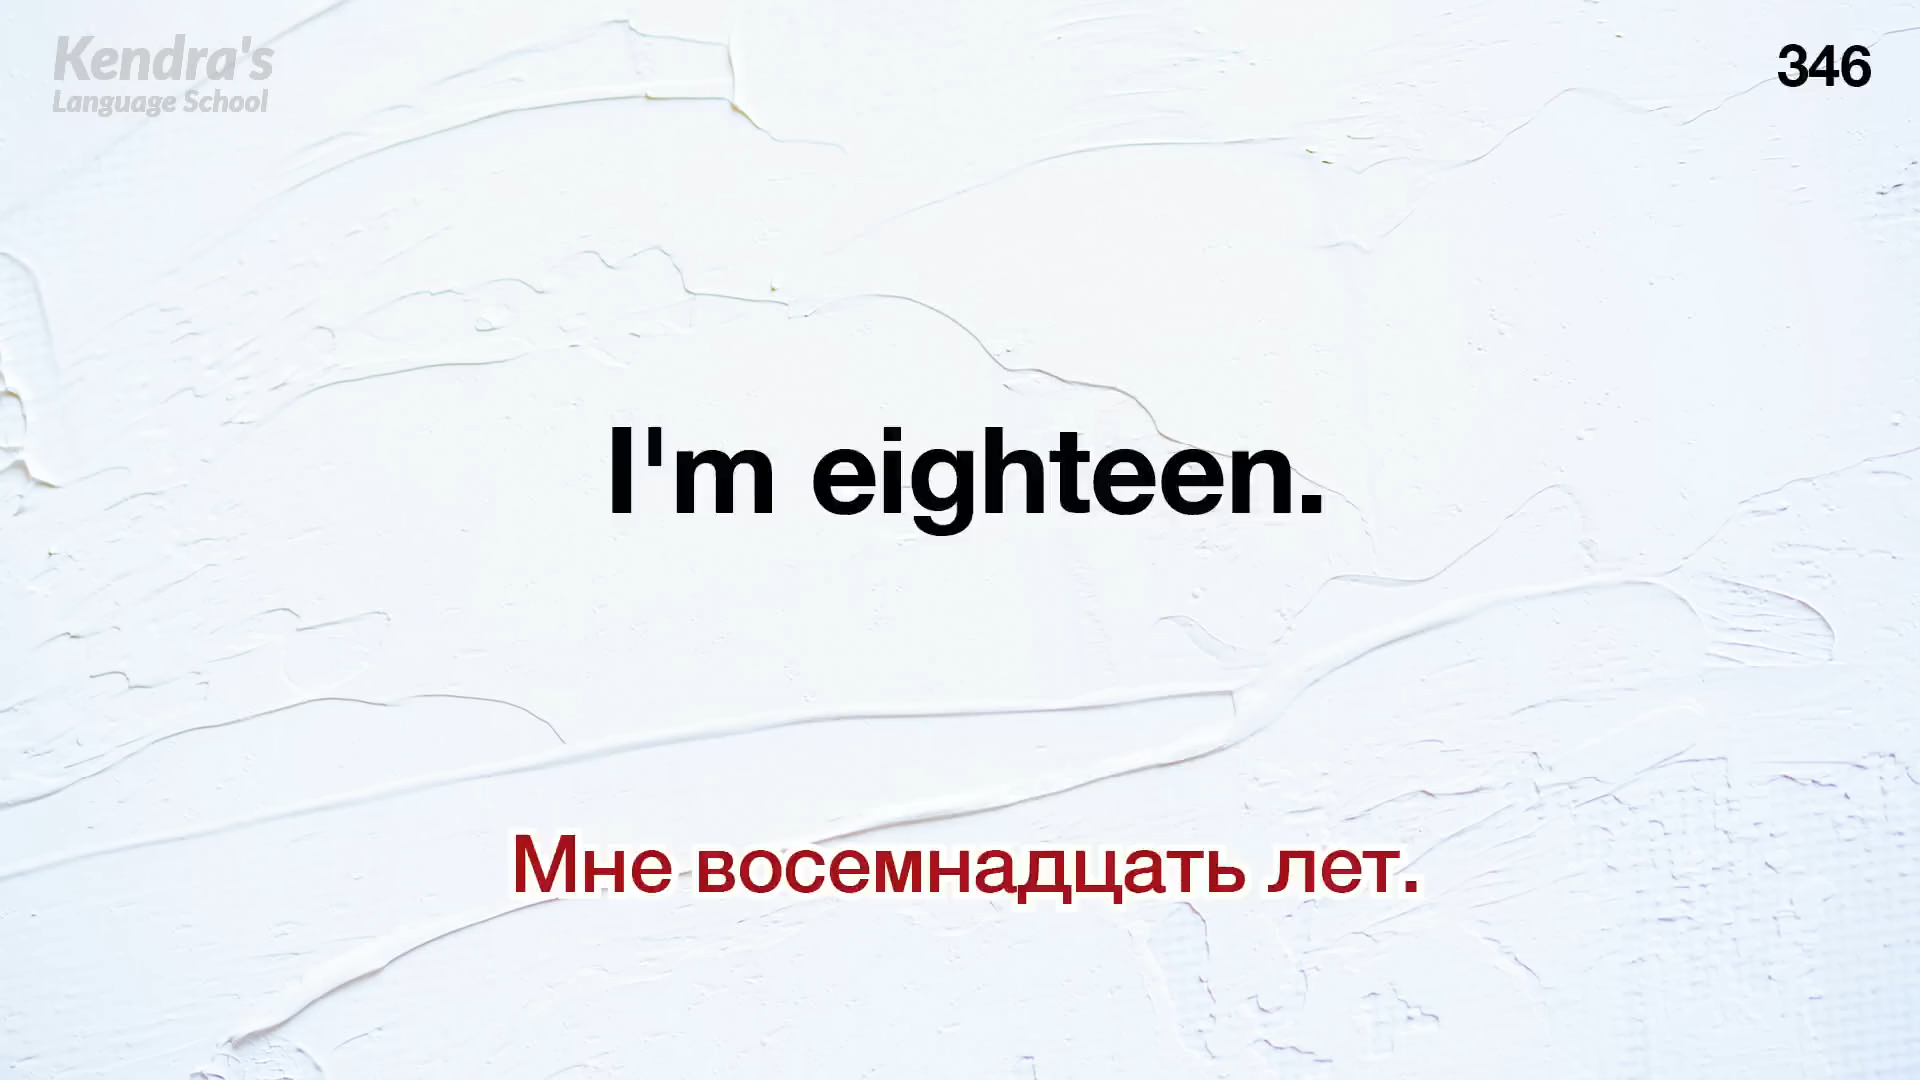 Kendra's
Language School
346
I'm eighteen.
Мне восемнадцать лет.